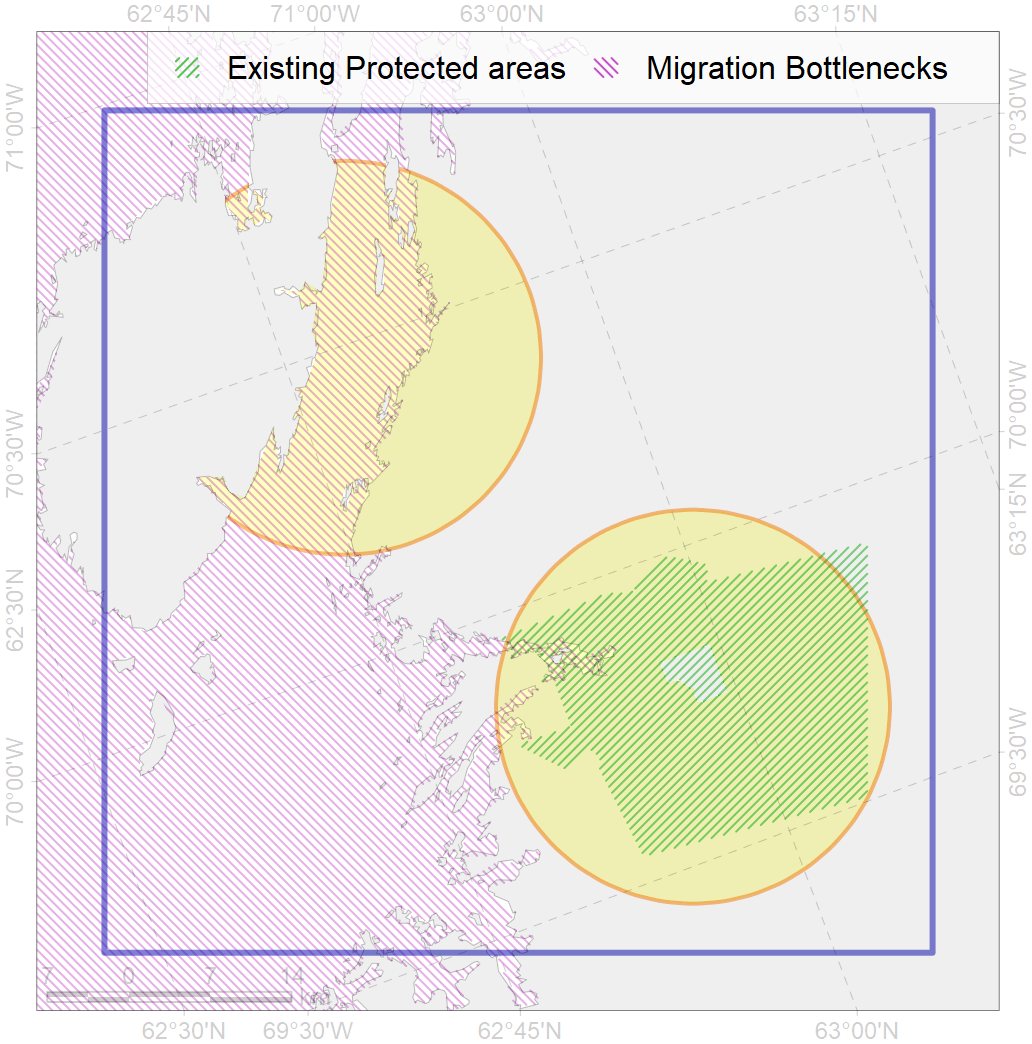 62°45'N 71°00'W 63°00'N 63°15'N
Existing Protected areas Migration Bottlenecks
71°00'W
70°30'W
62°30'N
70°00'W
70°30'W
70°00'W
63°15'N
69°30'W
7 0 7 14
km
62°30'N 69°30'W 62°45'N 63°00'N